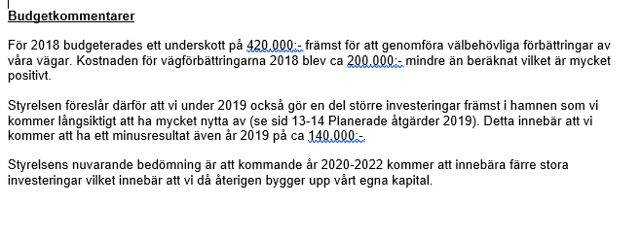 Budgetkommentarer
För 2018 budgeterades ett underskott på 420.000:- främst för att genomföra välbehövliga förbättringar av
våra vägar. Kostnaden för vägförbättringarna 2018 blev ca 200.000:- mindre än beräknat vilket är mycket
positivt.
Styrelsen föreslår därför att vi under 2019 också gör en del större investeringar främst i hamnen som vi
kommer långsiktigt att ha mycket nytta av (se sid 13-14 Planerade åtgärder 2019). Detta innebär att vi
kommer att ha ett minusresultat även år 2019 på ca 140.000:-.
Styrelsens nuvarande bedömning är att kommande år 2020-2022 kommer att innebära färre stora
investeringar vilket innebär att vi då återigen bygger upp vårt egna kapital.